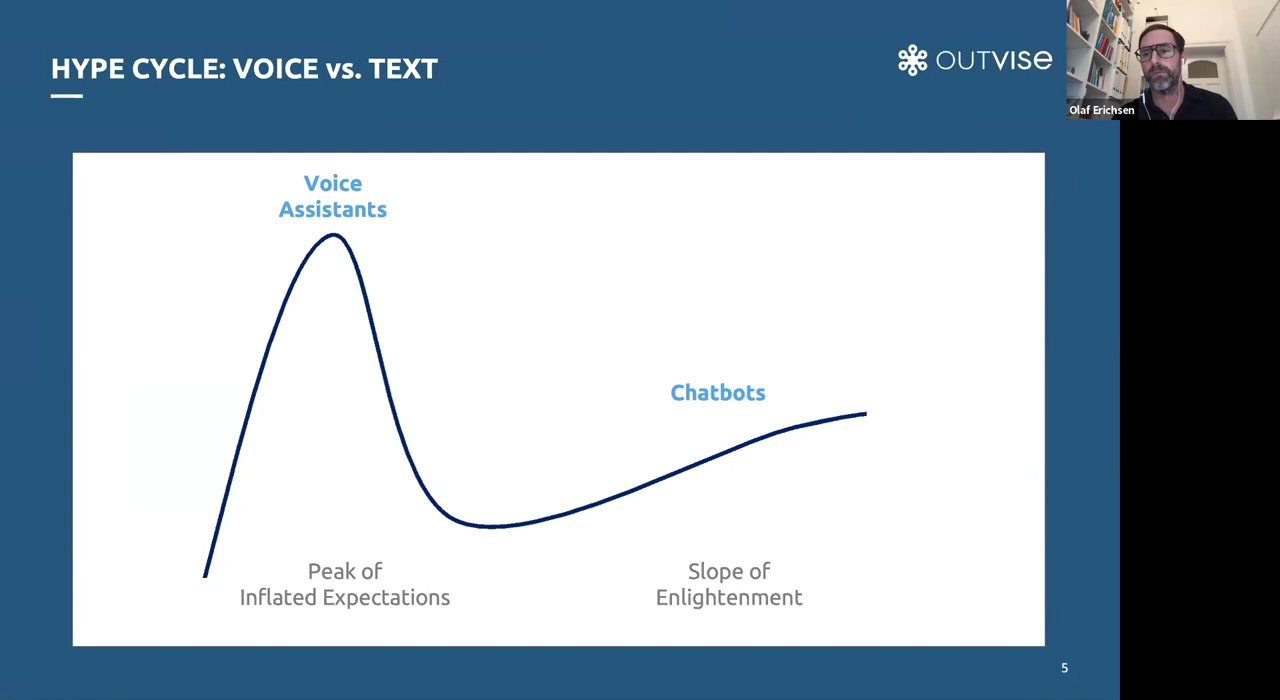 HYPE CYCLE: VOICE vs. TEXT
OUTVISE
Olaf Erichsen
Voice
Assistants
Chatbots
Peak of
Inflated Expectations
Slope of
Enlightenment
5